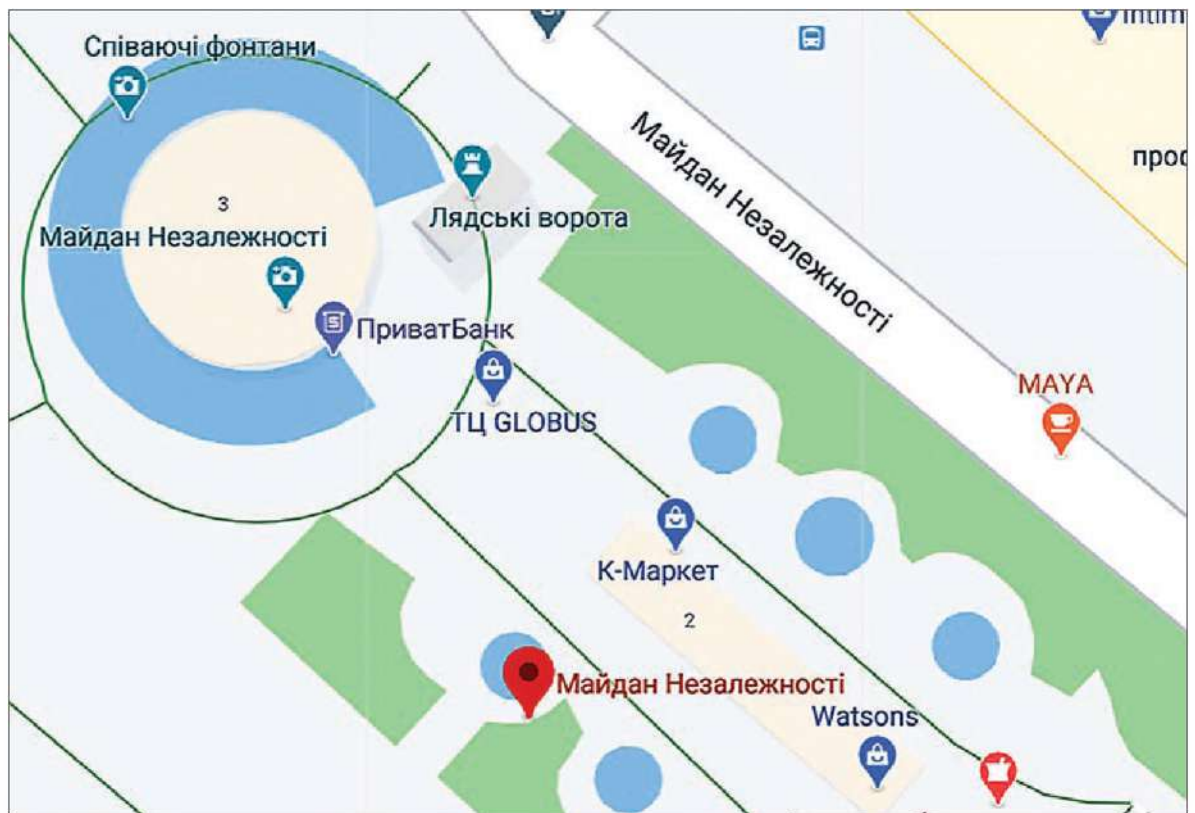 Співаючі фонтани
Майдан Незалежності
3
Лядські ворота
Майдан Незалежності
ПриватБанк
MAYA
ТЦ GLOBUS
К-Маркет
2
Майдан Незалежності
Watsons